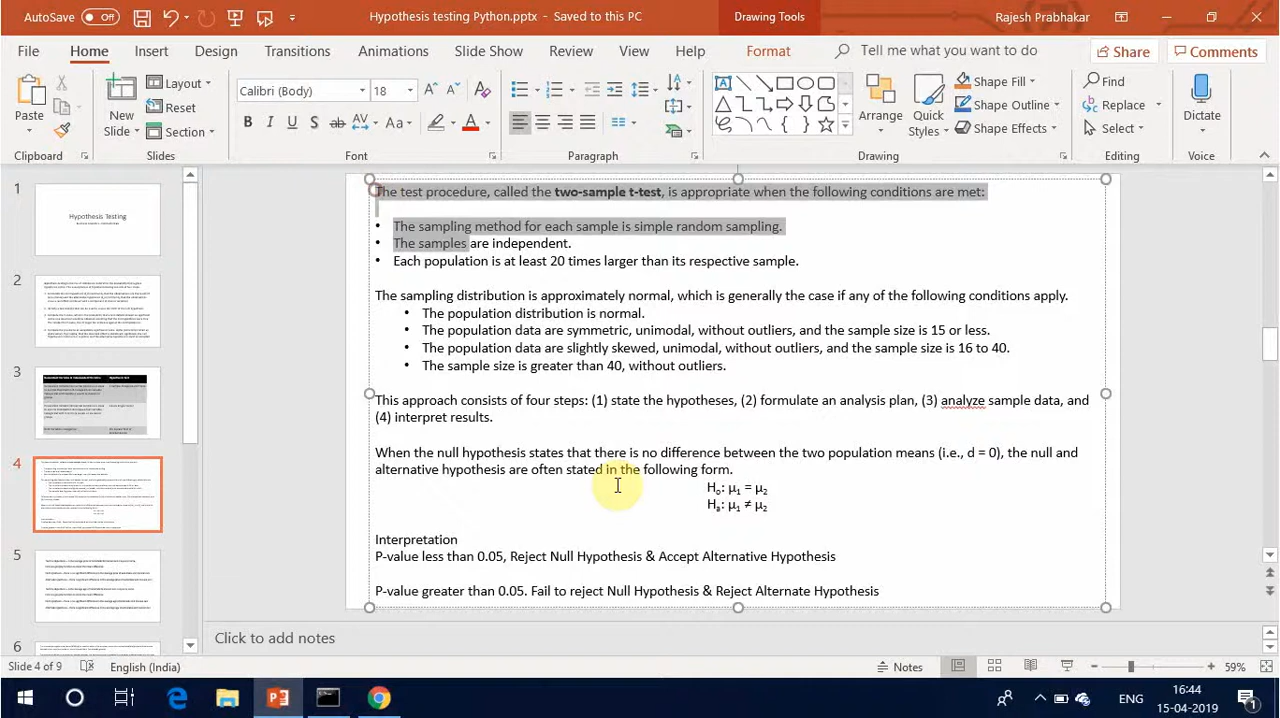 AutoSave Off Hypothesis testing Python.pptx - Saved to this PC Drawing Tools Rajesh Prabhakar
File Home Insert Design Transitions Animations Slide Show Review View Help Format Tell me what you want to do Share Comments
Paste
New Slide
Layout
Reset
Section
Calibri (Body) 18
B I U S ab AV Aa A
Arrange
Quick Styles
Shape Fill
Shape Outline
Shape Effects
Find
Replace
Select
Dictate
Clipboard Slides Font Paragraph Drawing Editing Voice
1
Hypothesis Testing
2
3
5
6
The test procedure, called the two-sample t-test, is appropriate when the following conditions are met:
• The sampling method for each sample is simple random sampling.
• The samples are independent.
• Each population is at least 20 times larger than its respective sample.
The sampling distribution is approximately normal, which is generally the case if any of the following conditions apply.
• The population distribution is normal.
• The population data are symmetric, unimodal, without outliers, and the sample size is 15 or less.
• The population data are slightly skewed, unimodal, without outliers, and the sample size is 16 to 40.
• The sample size is greater than 40, without outliers.
This approach consists of four steps: (1) state the hypotheses, (2) formulate an analysis plan, (3) analyze sample data, and
(4) interpret results.
When the null hypothesis states that there is no difference between the two population means (i.e., d = 0), the null and
alternative hypothesis are often stated in the following form.
Interpretation
P-value less than 0.05, Reject Null Hypothesis & Accept Alternative Hypothesis
P-value greater than 0.05, Fail to reject Null Hypothesis & Reject Alternative Hypothesis
Click to add notes
Slide 4 of 9 English (India) Notes 59%
ENG 16:44
15-04-2019
1